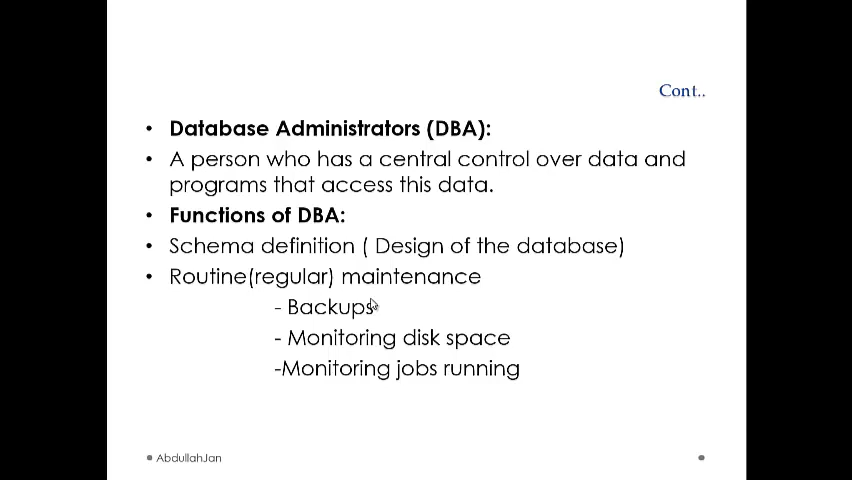 Cont..
• Database Administrators (DBA):
• A person who has a central control over data and
programs that access this data.
• Functions of DBA:
• Schema definition ( Design of the database)
• Routine(regular) maintenance
- Backups
- Monitoring disk space
-Monitoring jobs running
• AbdullahJan